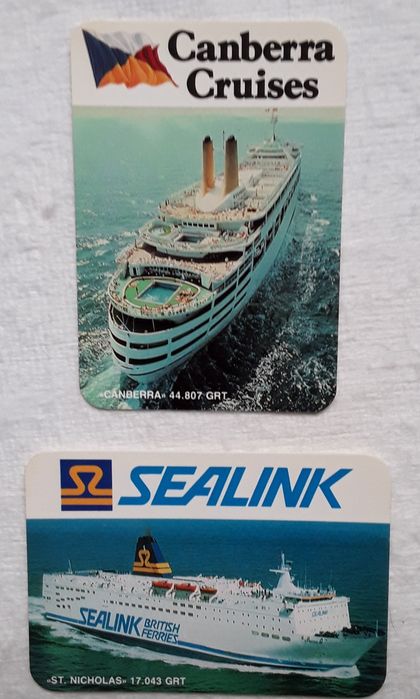 Canberra
Cruises
«CANBERRA» 44.807 GRT
SEALINK
SEALINK BRITISH
FERRIES
«ST. NICHOLAS» 17.043 GRT